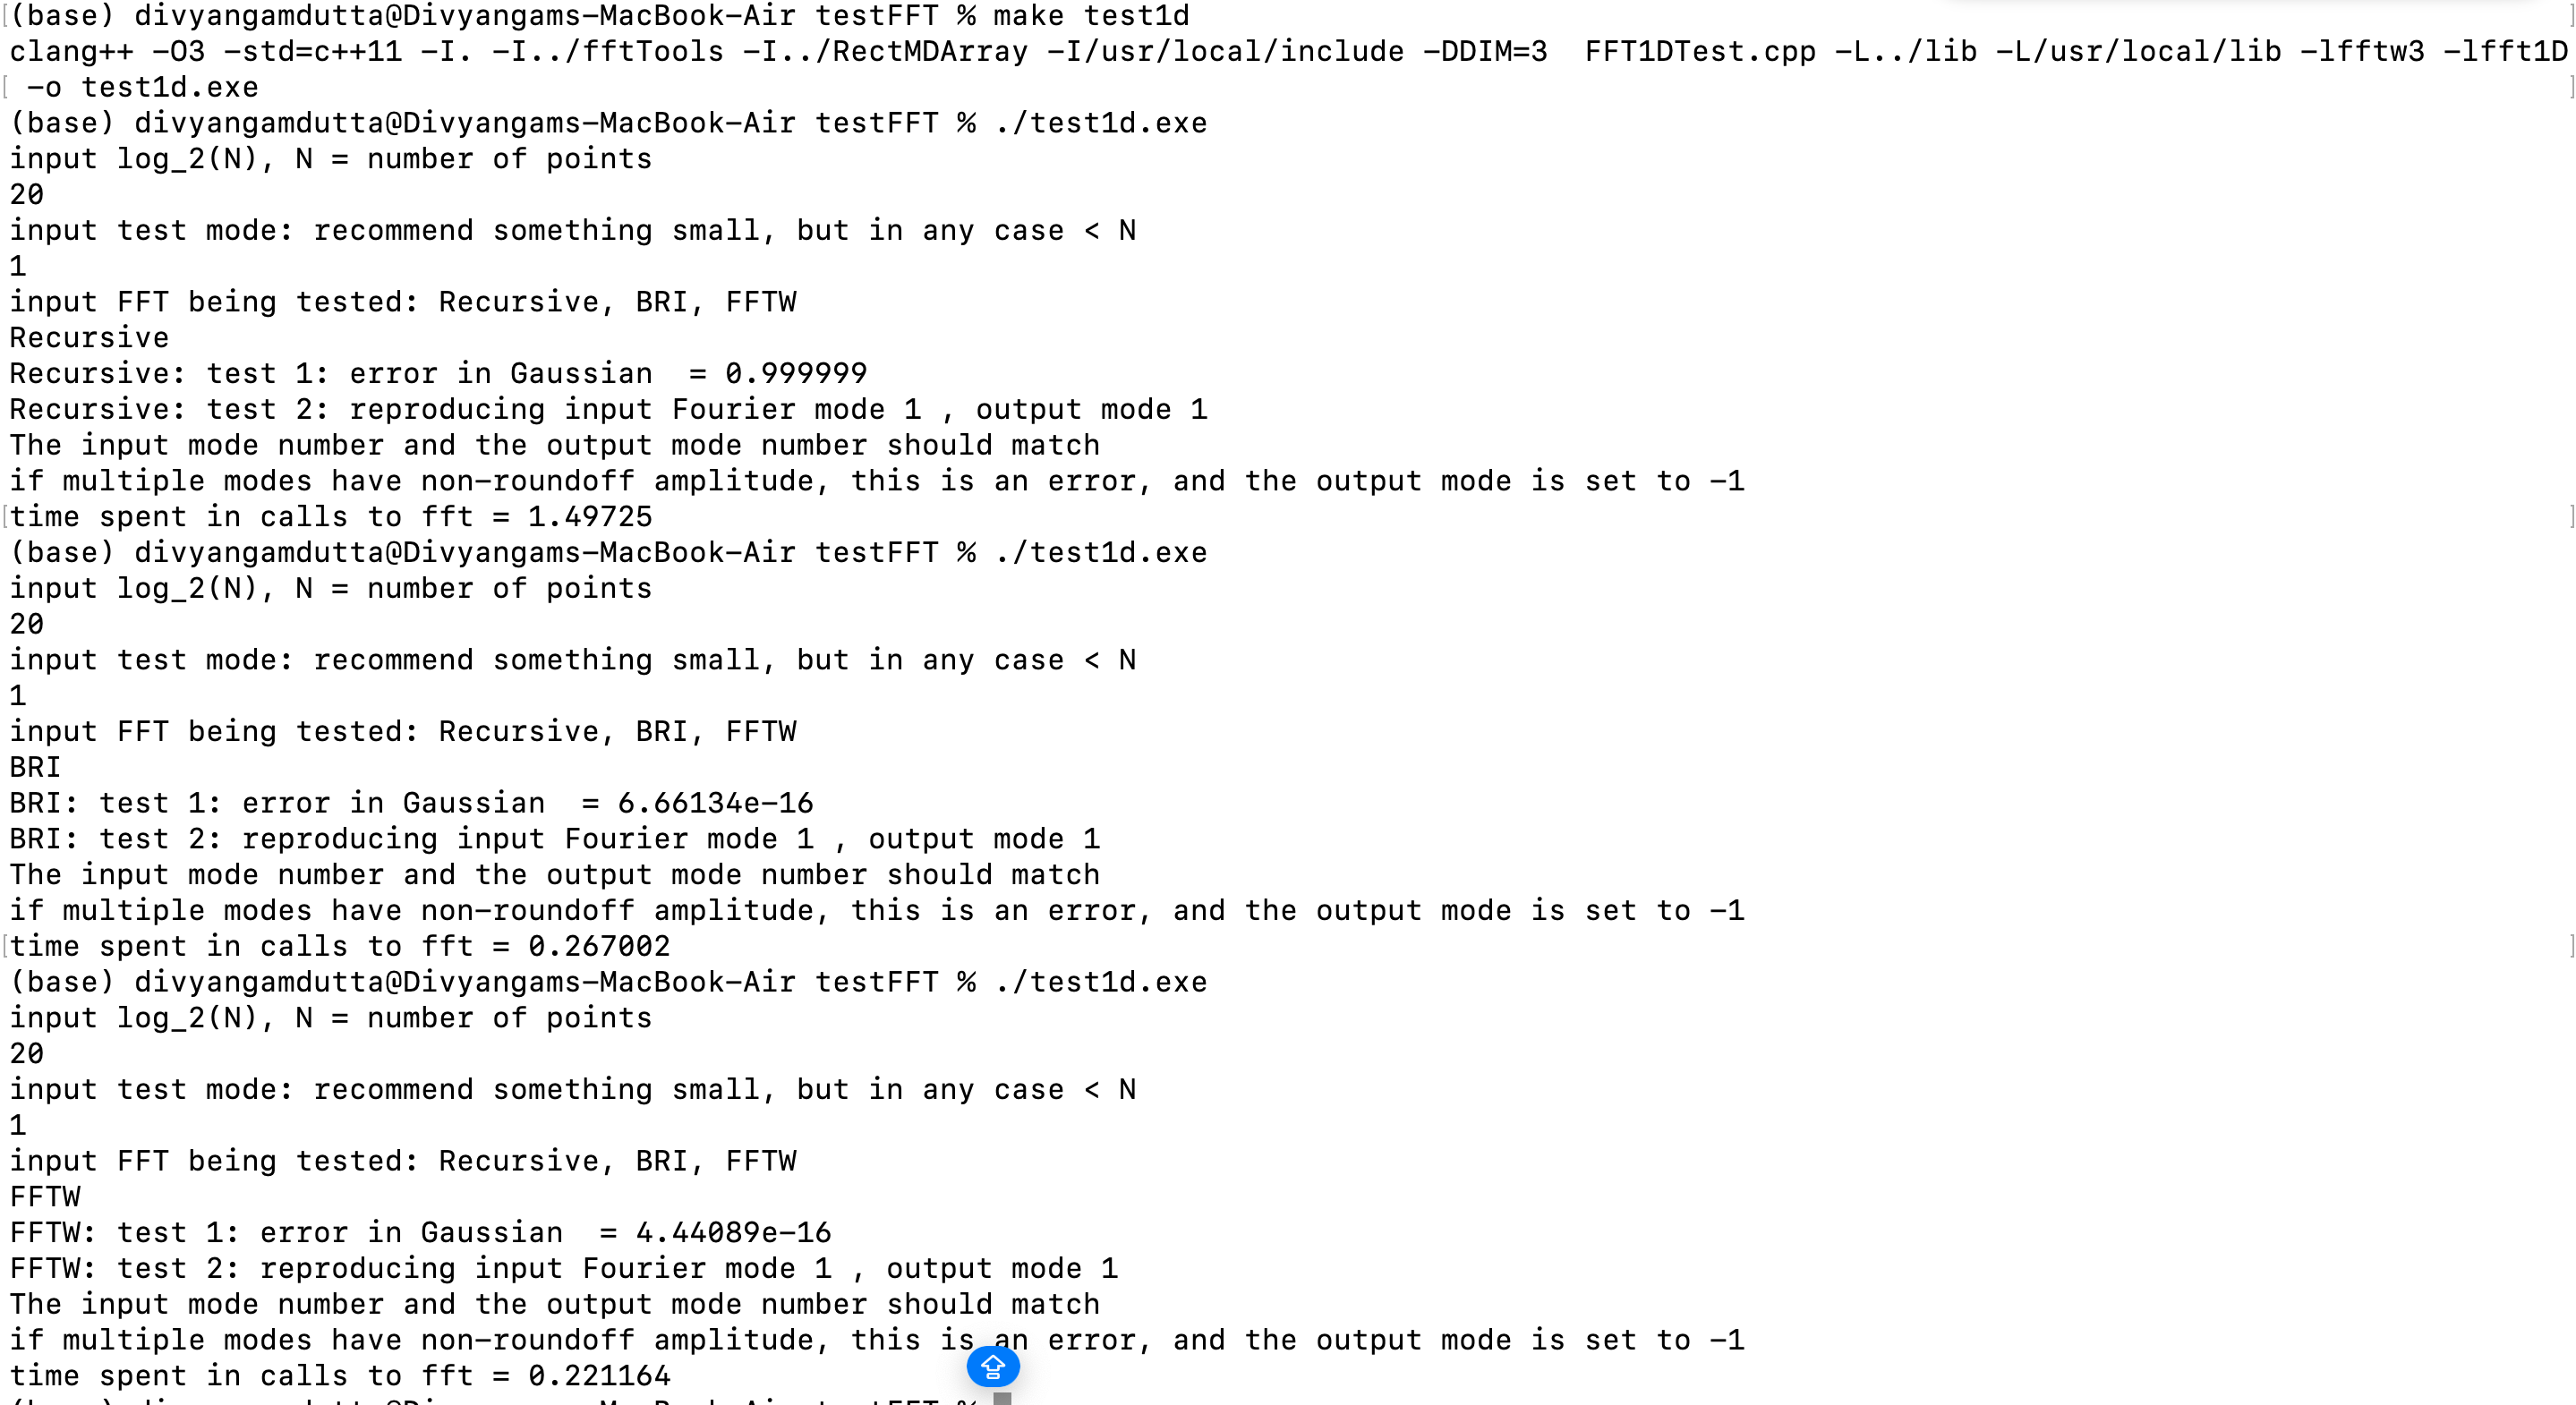 (base) divyangamdutta@Divyangams-MacBook-Air testFFT % make test1d
clang++ -O3 -std=c++11 -I. -I../fftTools -I../RectMDArray -I/usr/local/include -DDIM=3  FFT1DTest.cpp -L../lib -L/usr/local/lib -lfftw3 -lfft1D
 -o test1d.exe
(base) divyangamdutta@Divyangams-MacBook-Air testFFT % ./test1d.exe
input log_2(N), N = number of points
20
input test mode: recommend something small, but in any case < N
1
input FFT being tested: Recursive, BRI, FFTW
Recursive
Recursive: test 1: error in Gaussian  = 0.999999
Recursive: test 2: reproducing input Fourier mode 1 , output mode 1
The input mode number and the output mode number should match
if multiple modes have non-roundoff amplitude, this is an error, and the output mode is set to -1
time spent in calls to fft = 1.49725
(base) divyangamdutta@Divyangams-MacBook-Air testFFT % ./test1d.exe
input log_2(N), N = number of points
20
input test mode: recommend something small, but in any case < N
1
input FFT being tested: Recursive, BRI, FFTW
BRI
BRI: test 1: error in Gaussian  = 6.66134e-16
BRI: test 2: reproducing input Fourier mode 1 , output mode 1
The input mode number and the output mode number should match
if multiple modes have non-roundoff amplitude, this is an error, and the output mode is set to -1
time spent in calls to fft = 0.267002
(base) divyangamdutta@Divyangams-MacBook-Air testFFT % ./test1d.exe
input log_2(N), N = number of points
20
input test mode: recommend something small, but in any case < N
1
input FFT being tested: Recursive, BRI, FFTW
FFTW
FFTW: test 1: error in Gaussian  = 4.44089e-16
FFTW: test 2: reproducing input Fourier mode 1 , output mode 1
The input mode number and the output mode number should match
if multiple modes have non-roundoff amplitude, this is an error, and the output mode is set to -1
time spent in calls to fft = 0.221164